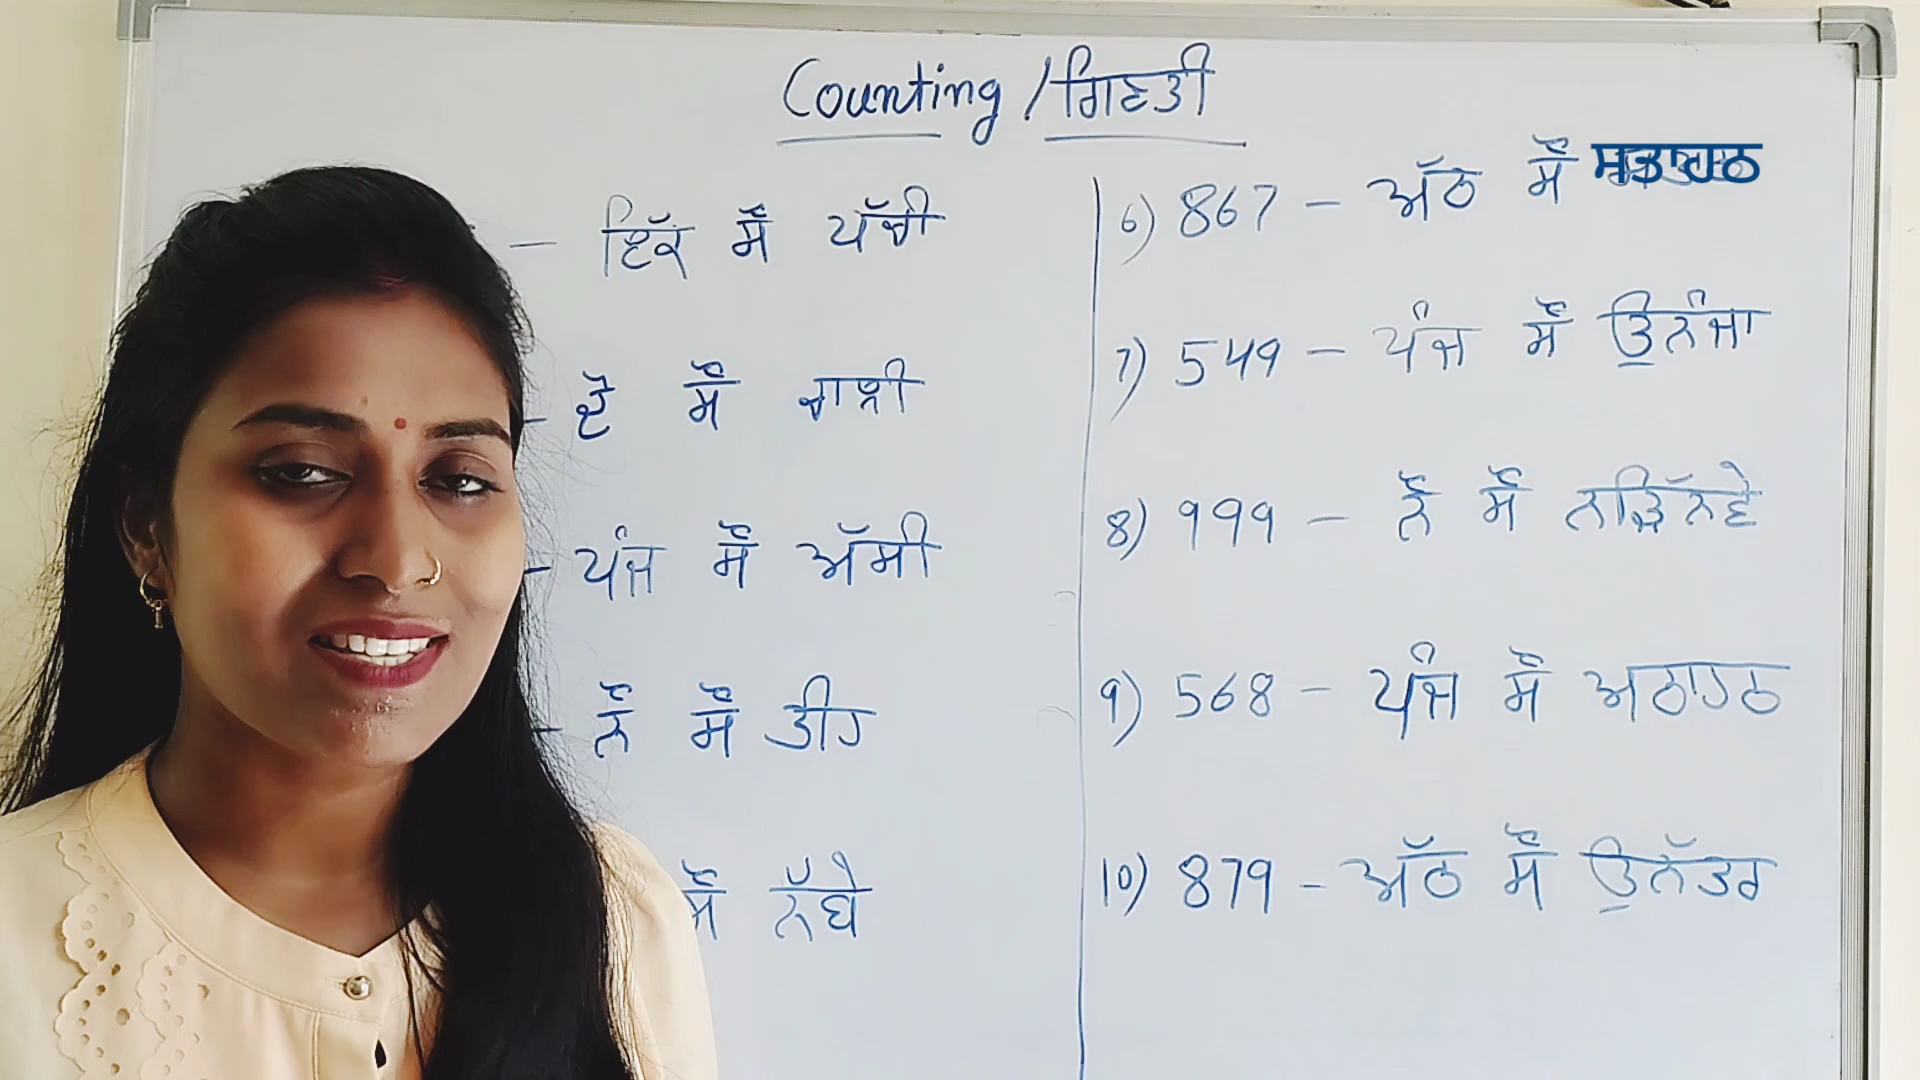 Counting / ਗਿਣਤੀ
- ਇੱਕ ਸੌ ਪੱਚੀ
- ਦੋ ਸੌ ਚਾਲੀ
- ਪੰਜ ਸੌ ਅੱਸੀ
- ਨੌ ਸੌ ਤੀਹ
ਸੌ ਨੱਬੇ
6) 867 - ਅੱਠ ਸੌ ਸਤਾਹਠ
7) 549 - ਪੰਜ ਸੌ ਉਨੰਜਾ
8) 999 - ਨੌ ਸੌ ਨੜਿੱਨਵੇ
9) 568 - ਪੰਜ ਸੌ ਅਠਾਹਠ
10) 879 - ਅੱਠ ਸੌ ਉਨੱਤਰ